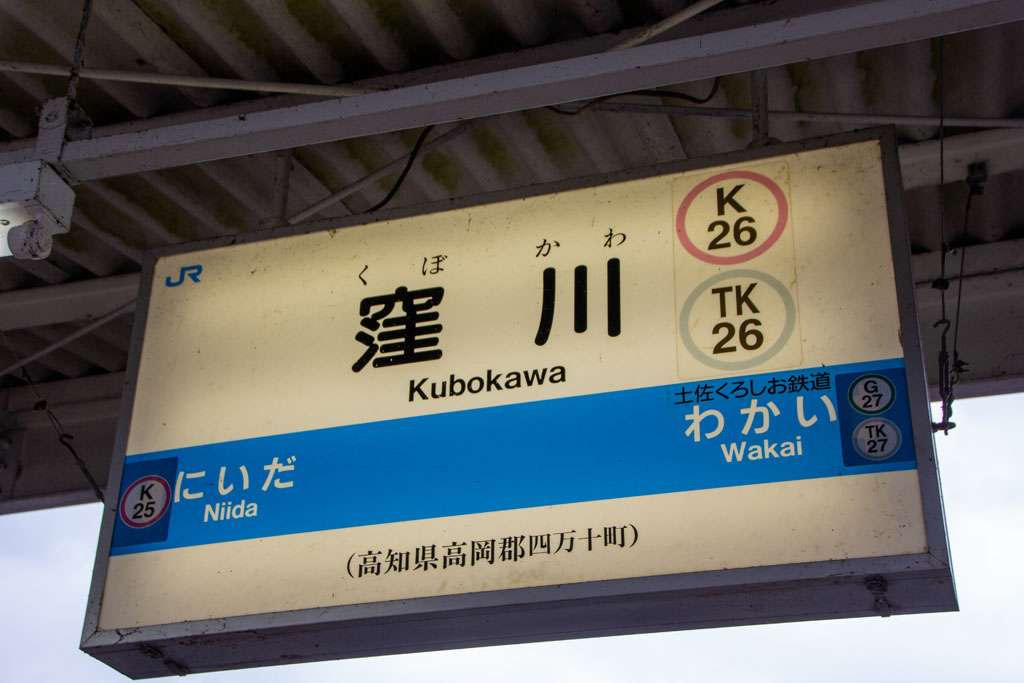 JR
くぼ かわ
窪川
Kubokawa
K
26
TK
26
K
25
にいだ
Niida
土佐くろしお鉄道
わかい
Wakai
G
27
TK
27
(高知県高岡郡四万十町)